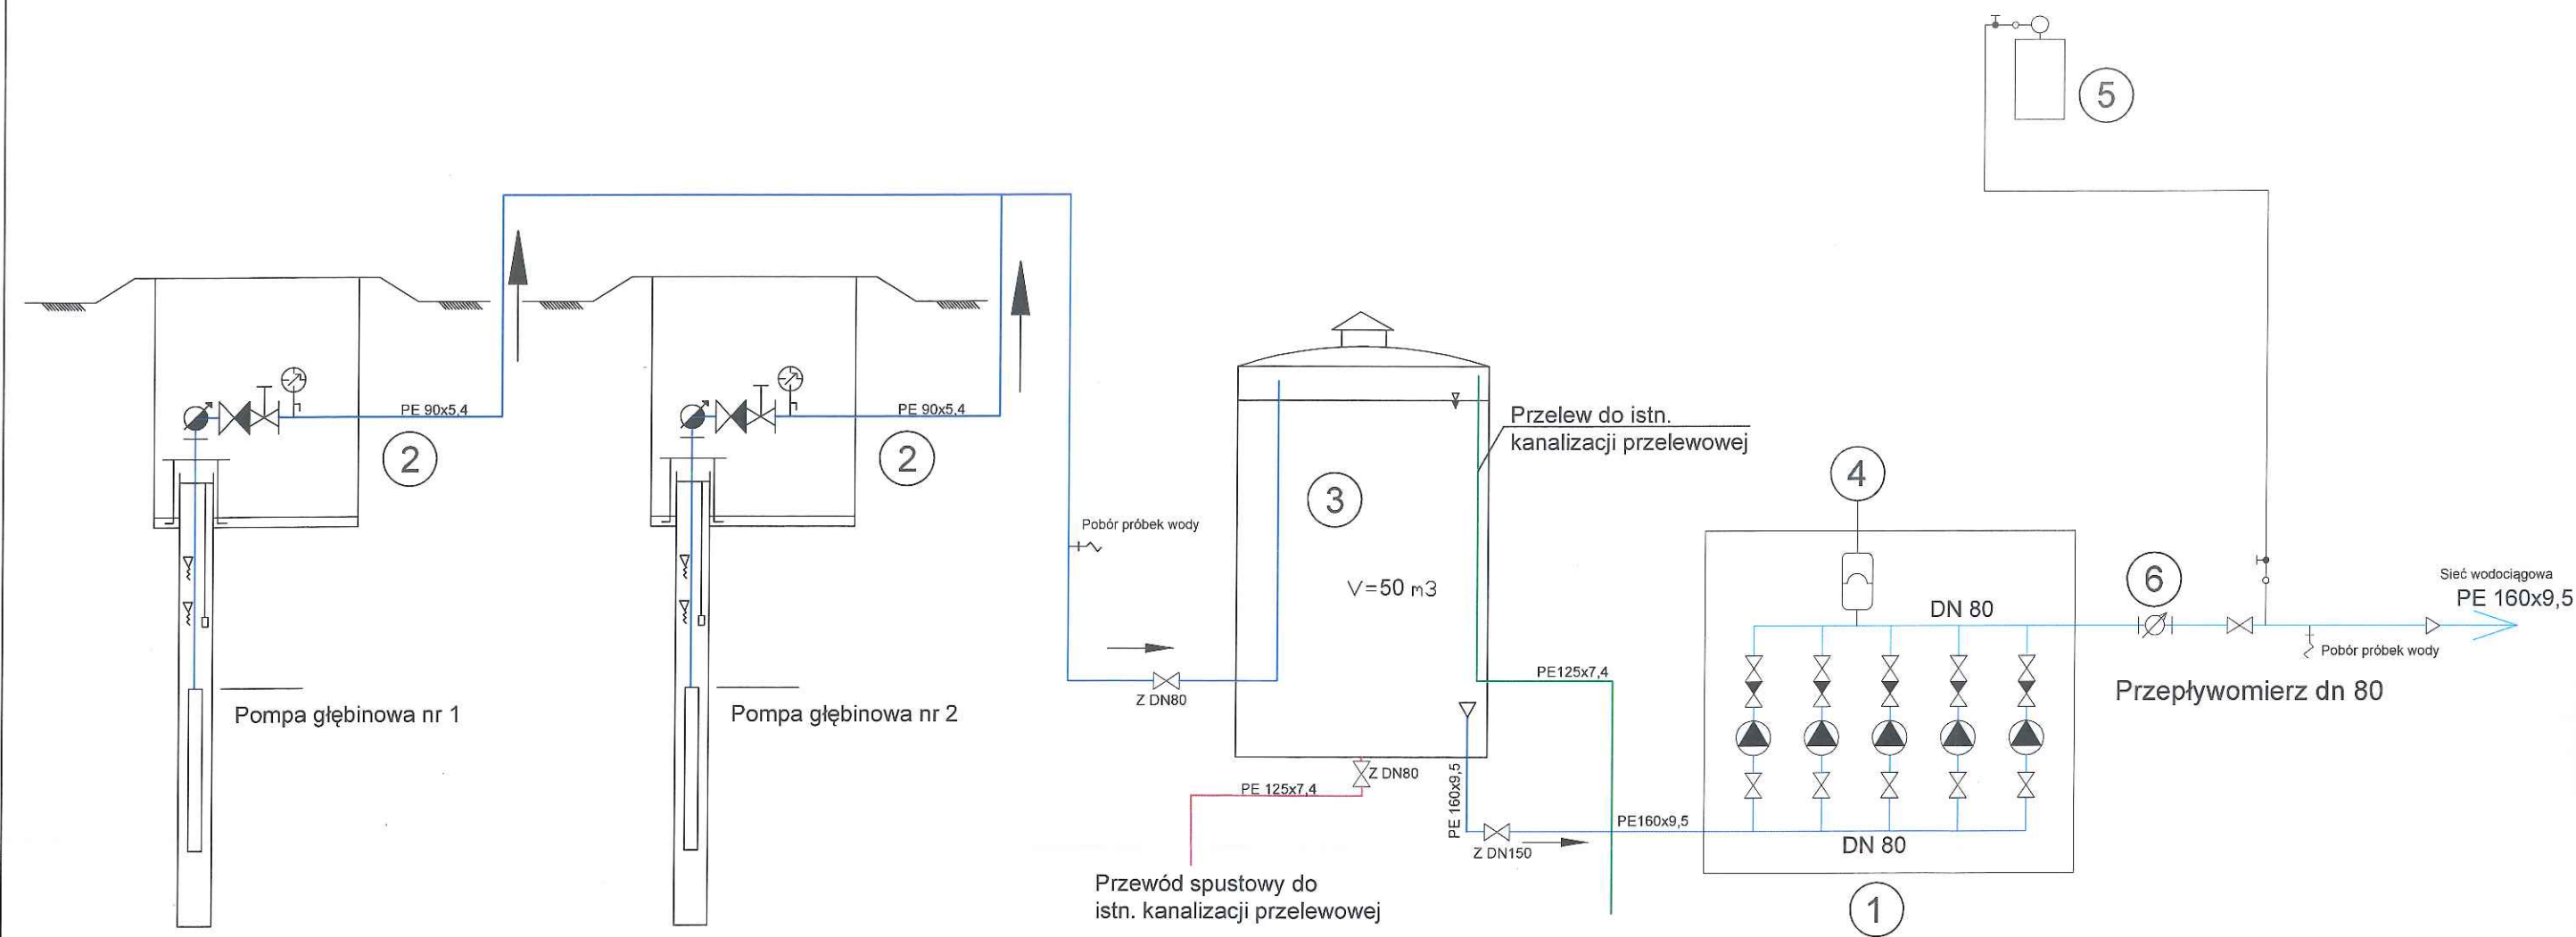 5
PE 90x5,4
2
PE 90x5,4
2
Przelew do istn.
kanalizacji przelewowej
3
4
Pobór próbek wody
V=50 m3
6
Sieć wodociągowa
PE 160x9,5
DN 80
Pobór próbek wody
PE125x7,4
Z DN80
Przepływomierz dn 80
Pompa głębinowa nr 1
Pompa głębinowa nr 2
Z DN80
PE 125x7,4
PE 160x9,5
PE160x9,5
Z DN150
DN 80
Przewód spustowy do
istn. kanalizacji przelewowej
1